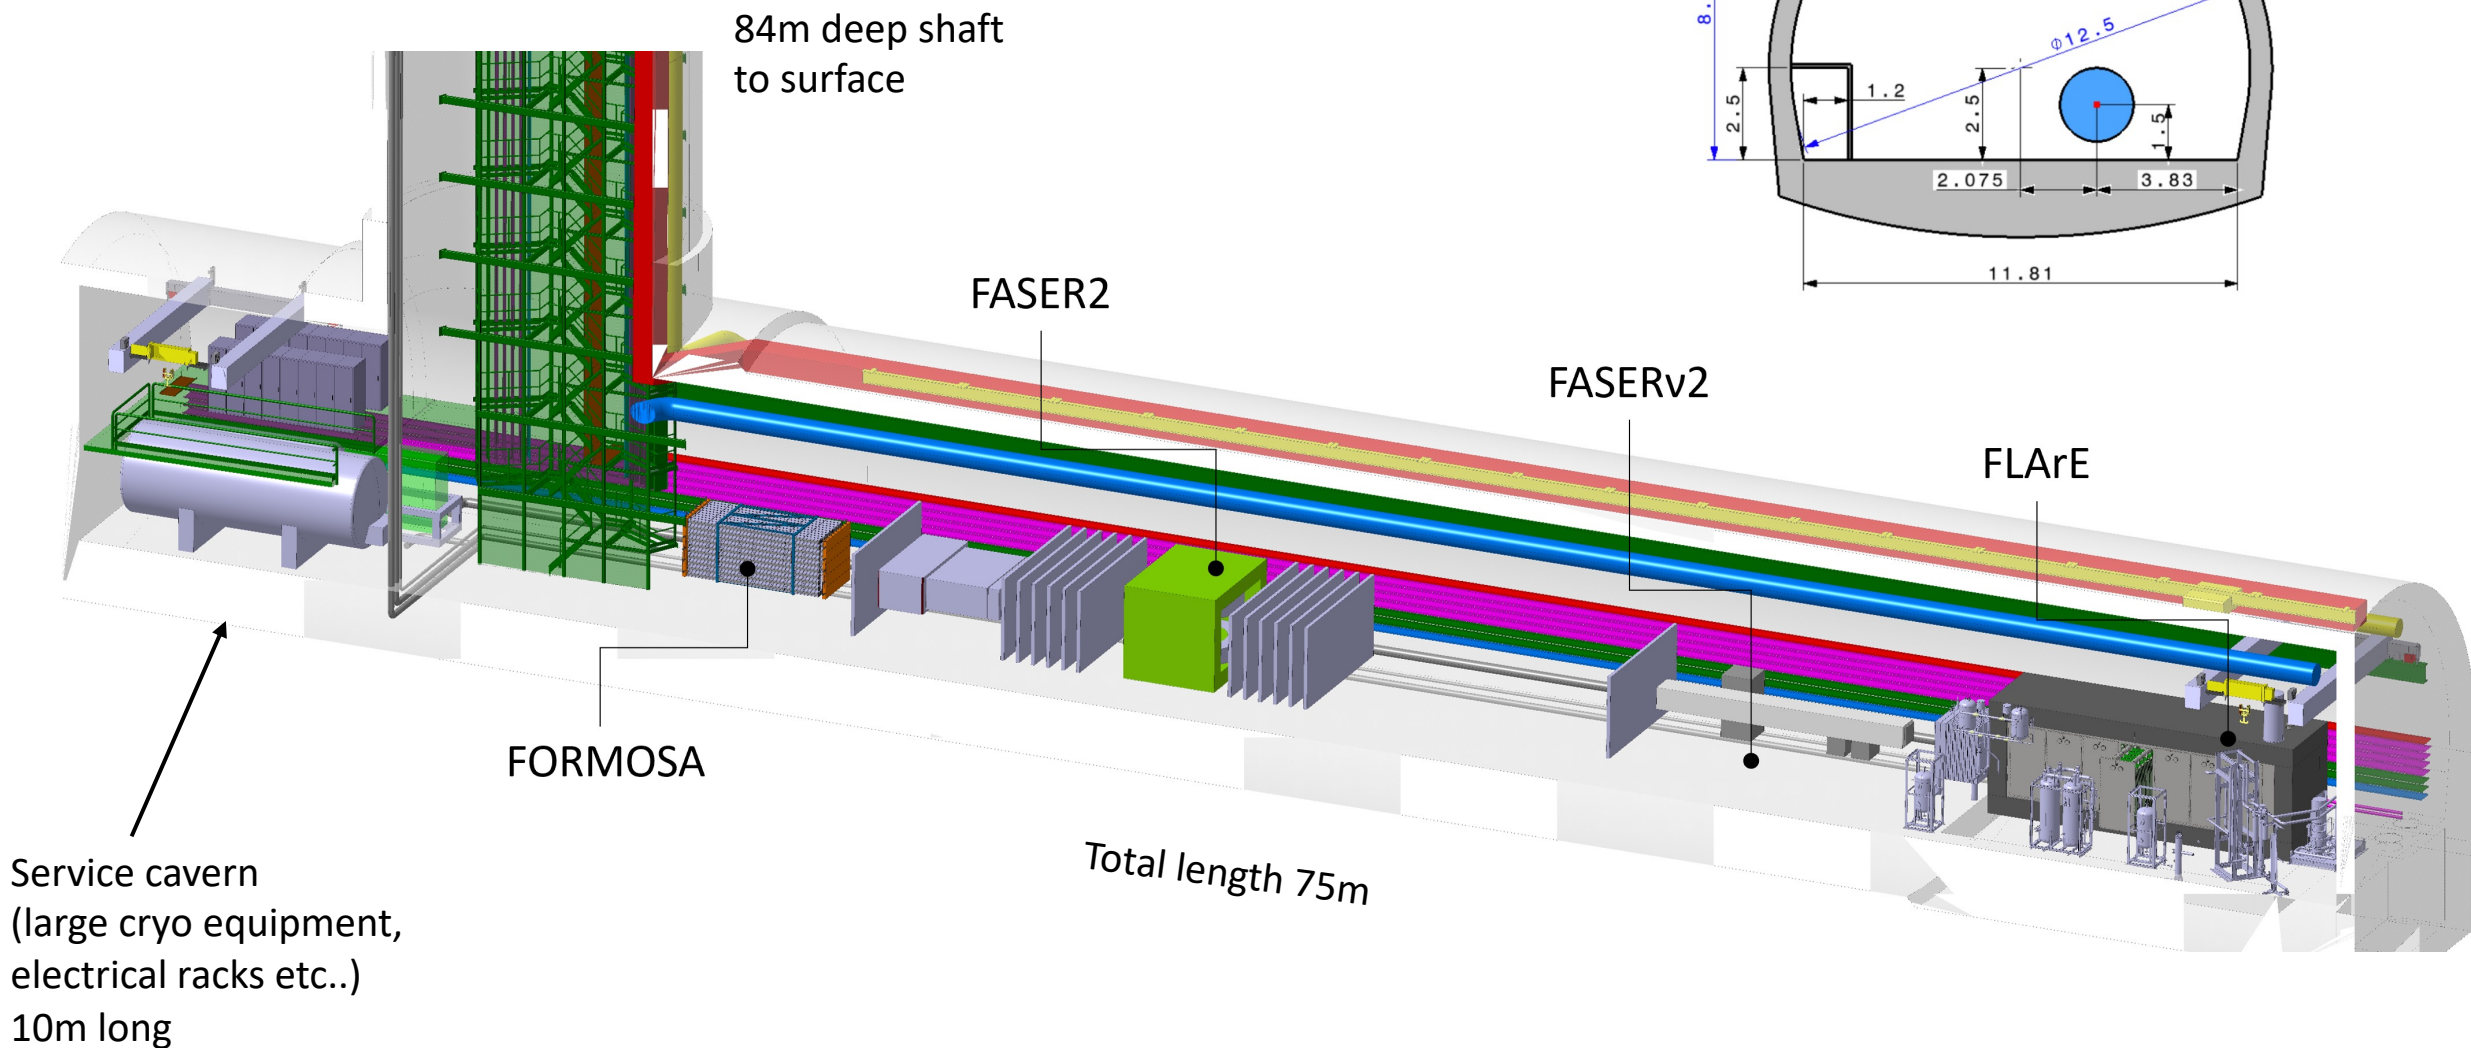 84m deep shaft
to surface
8.
Φ12.5
2.5
1.2
2.5
1.5
2.075
3.83
11.81
FASER2
FASERν2
FLArE
FORMOSA
Total length 75m
Service cavern
(large cryo equipment,
electrical racks etc..)
10m long